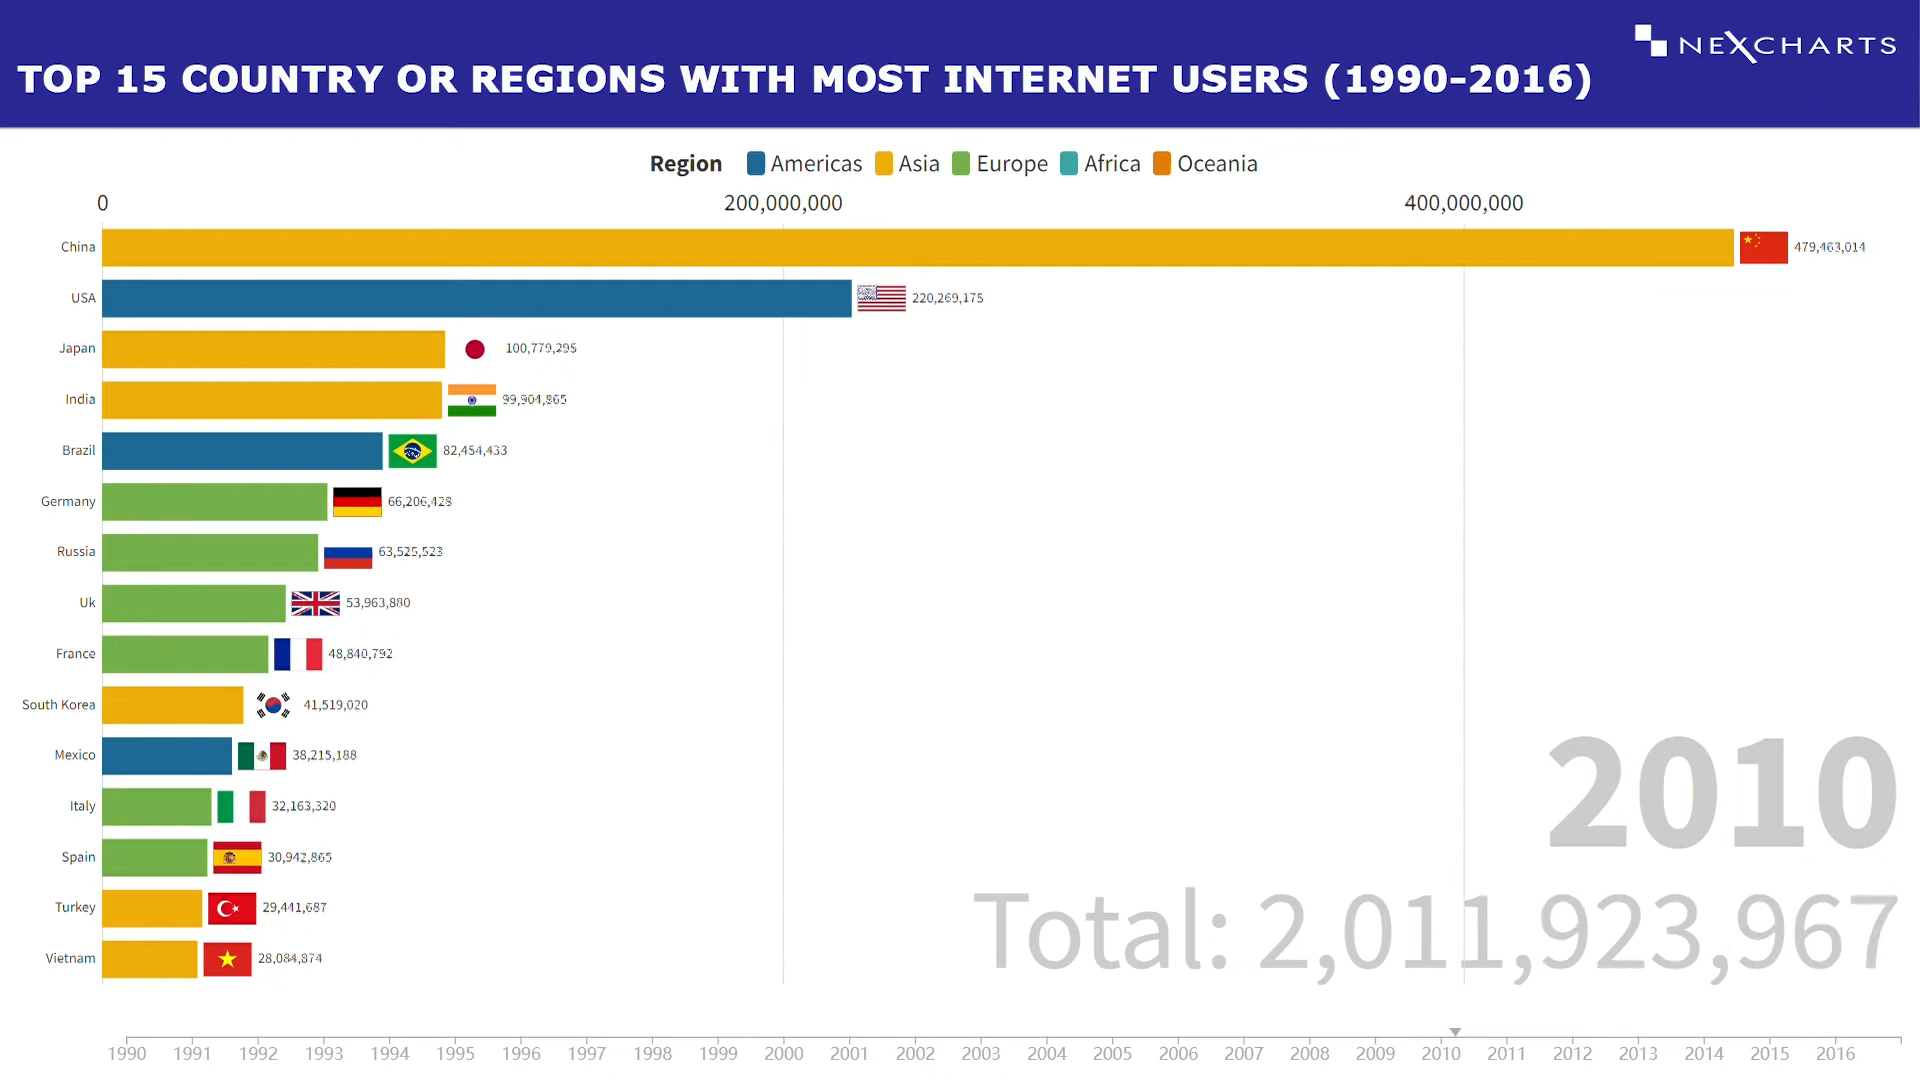 NEXCHARTS
TOP 15 COUNTRY OR REGIONS WITH MOST INTERNET USERS (1990-2016)
Region Americas Asia Europe Africa Oceania
0 200,000,000 400,000,000
China 479,463,014
USA 220,269,175
Japan 100,779,295
India 99,904,865
Brazil 82,454,433
Germany 66,206,428
Russia 63,525,523
Uk 53,963,880
France 48,840,792
South Korea 41,519,020
Mexico 38,215,188
Italy 32,163,320
Spain 30,942,865
Turkey 29,441,687
Vietnam 28,084,874
2010
Total: 2,011,923,967
1990 1991 1992 1993 1994 1995 1996 1997 1998 1999 2000 2001 2002 2003 2004 2005 2006 2007 2008 2009 2010 2011 2012 2013 2014 2015 2016